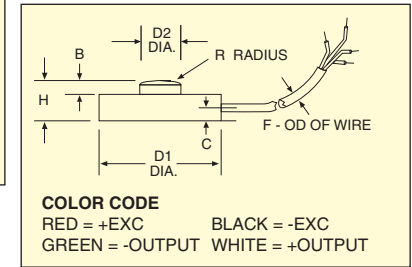 D2
DIA.
B
R RADIUS
H
C
F - OD OF WIRE
D1
DIA.
COLOR CODE
RED = +EXC BLACK = -EXC
GREEN = -OUTPUT WHITE = +OUTPUT